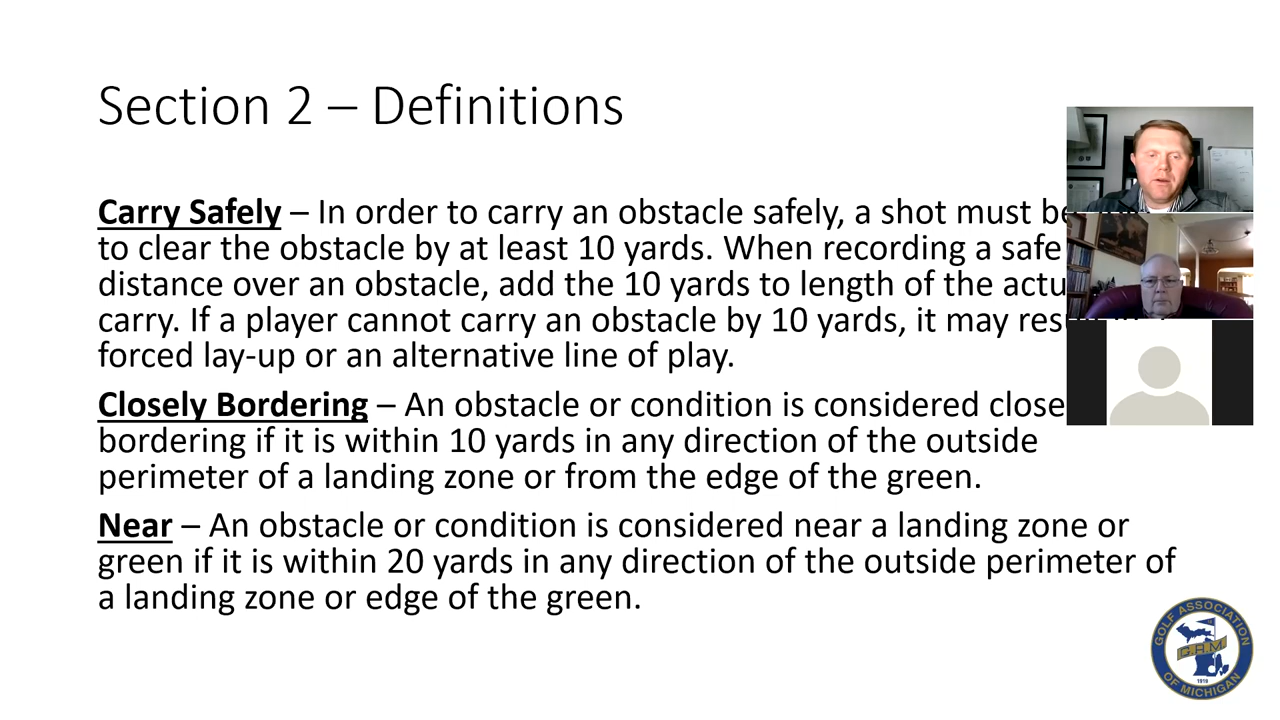 Section 2 – Definitions
Carry Safely – In order to carry an obstacle safely, a shot must be
to clear the obstacle by at least 10 yards. When recording a safe
distance over an obstacle, add the 10 yards to length of the actu
carry. If a player cannot carry an obstacle by 10 yards, it may res
forced lay-up or an alternative line of play.
Closely Bordering – An obstacle or condition is considered close
bordering if it is within 10 yards in any direction of the outside
perimeter of a landing zone or from the edge of the green.
Near – An obstacle or condition is considered near a landing zone or
green if it is within 20 yards in any direction of the outside perimeter of
a landing zone or edge of the green.
GOLF ASSOCIATION
G.A.M
1919
OF MICHIGAN